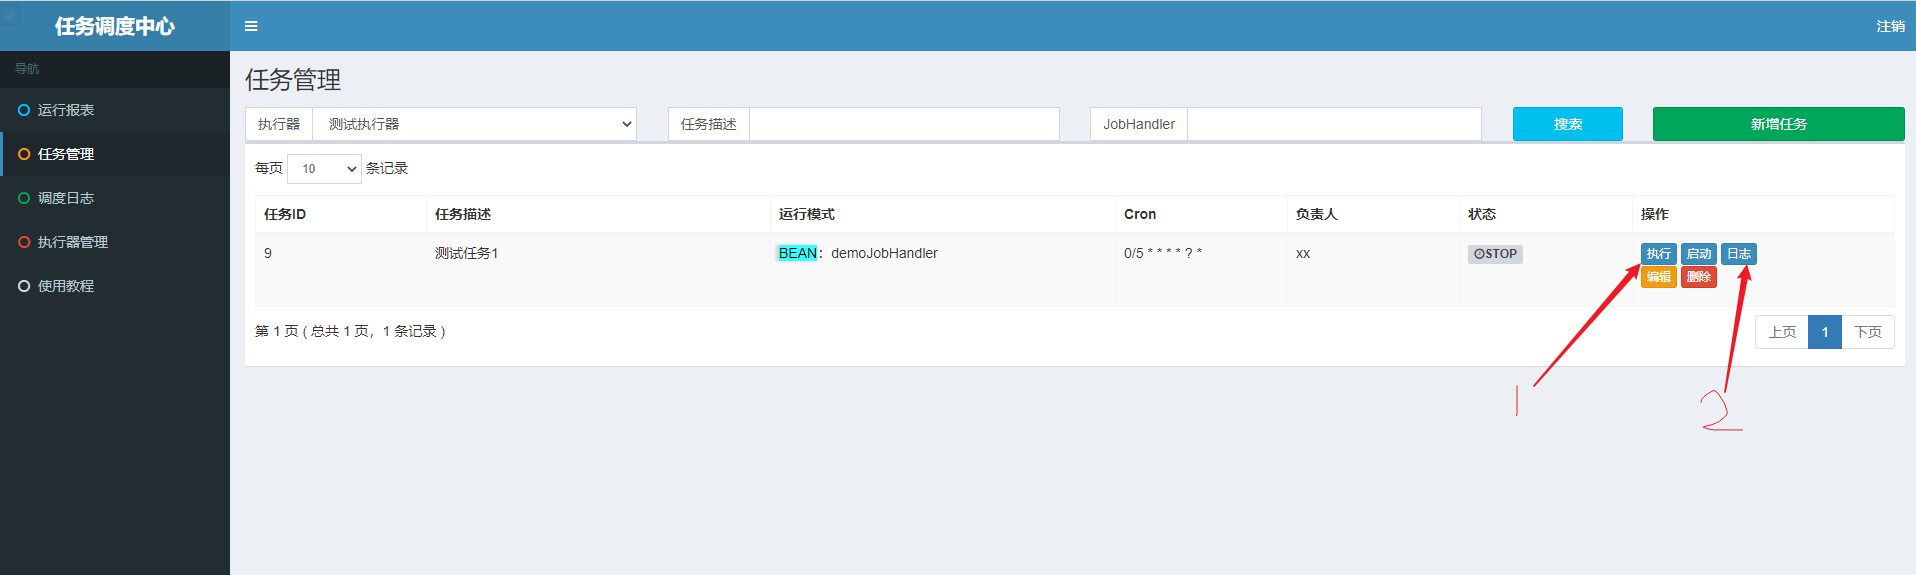 任务调度中心
注销
导航
运行报表
任务管理
调度日志
执行器管理
使用教程
任务管理
执行器 测试执行器 任务描述 JobHandler 搜索 新增任务
每页 10 条记录
任务ID 任务描述 运行模式 Cron 负责人 状态 操作
9 测试任务1 BEAN：demoJobHandler 0/5 * * * * ? * xx STOP 执行 启动 日志
编辑 删除
第 1 页 ( 总共 1 页，1 条记录 ) 上页 1 下页
1 2